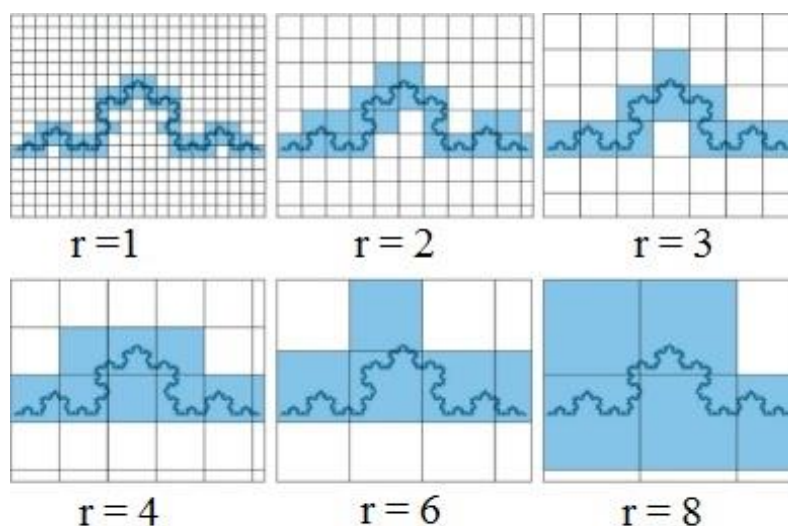 r =1
r = 2
r = 3
r = 4
r = 6
r = 8